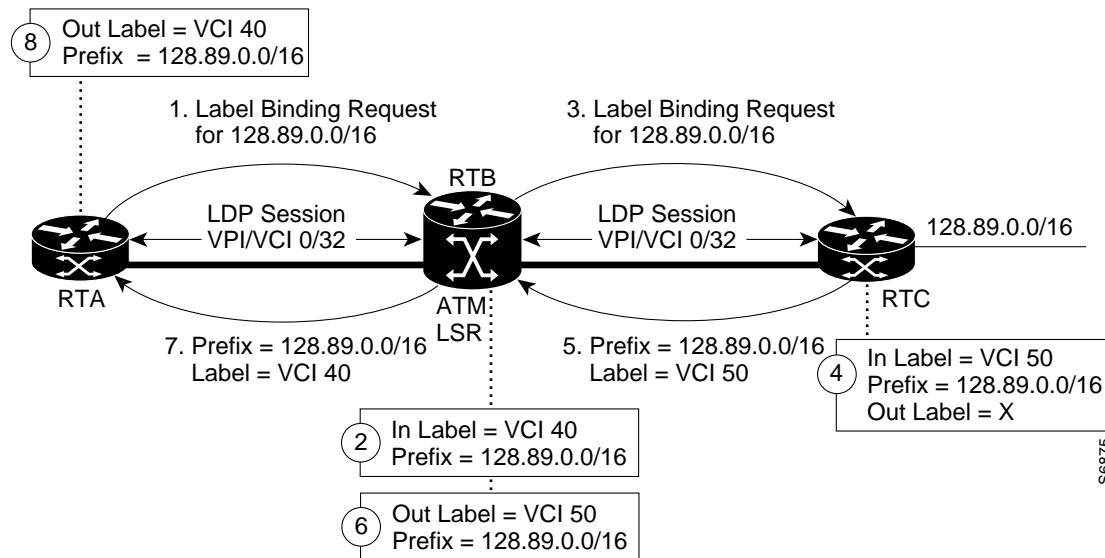 8
Out Label = VCI 40
Prefix = 128.89.0.0/16
1. Label Binding Request
for 128.89.0.0/16
3. Label Binding Request
for 128.89.0.0/16
RTB
LDP Session
VPI/VCI 0/32
LDP Session
VPI/VCI 0/32
128.89.0.0/16
RTA
ATM
LSR
RTC
7. Prefix = 128.89.0.0/16
Label = VCI 40
5. Prefix = 128.89.0.0/16
Label = VCI 50
4
In Label = VCI 50
Prefix = 128.89.0.0/16
Out Label = X
2
In Label = VCI 40
Prefix = 128.89.0.0/16
6
Out Label = VCI 50
Prefix = 128.89.0.0/16